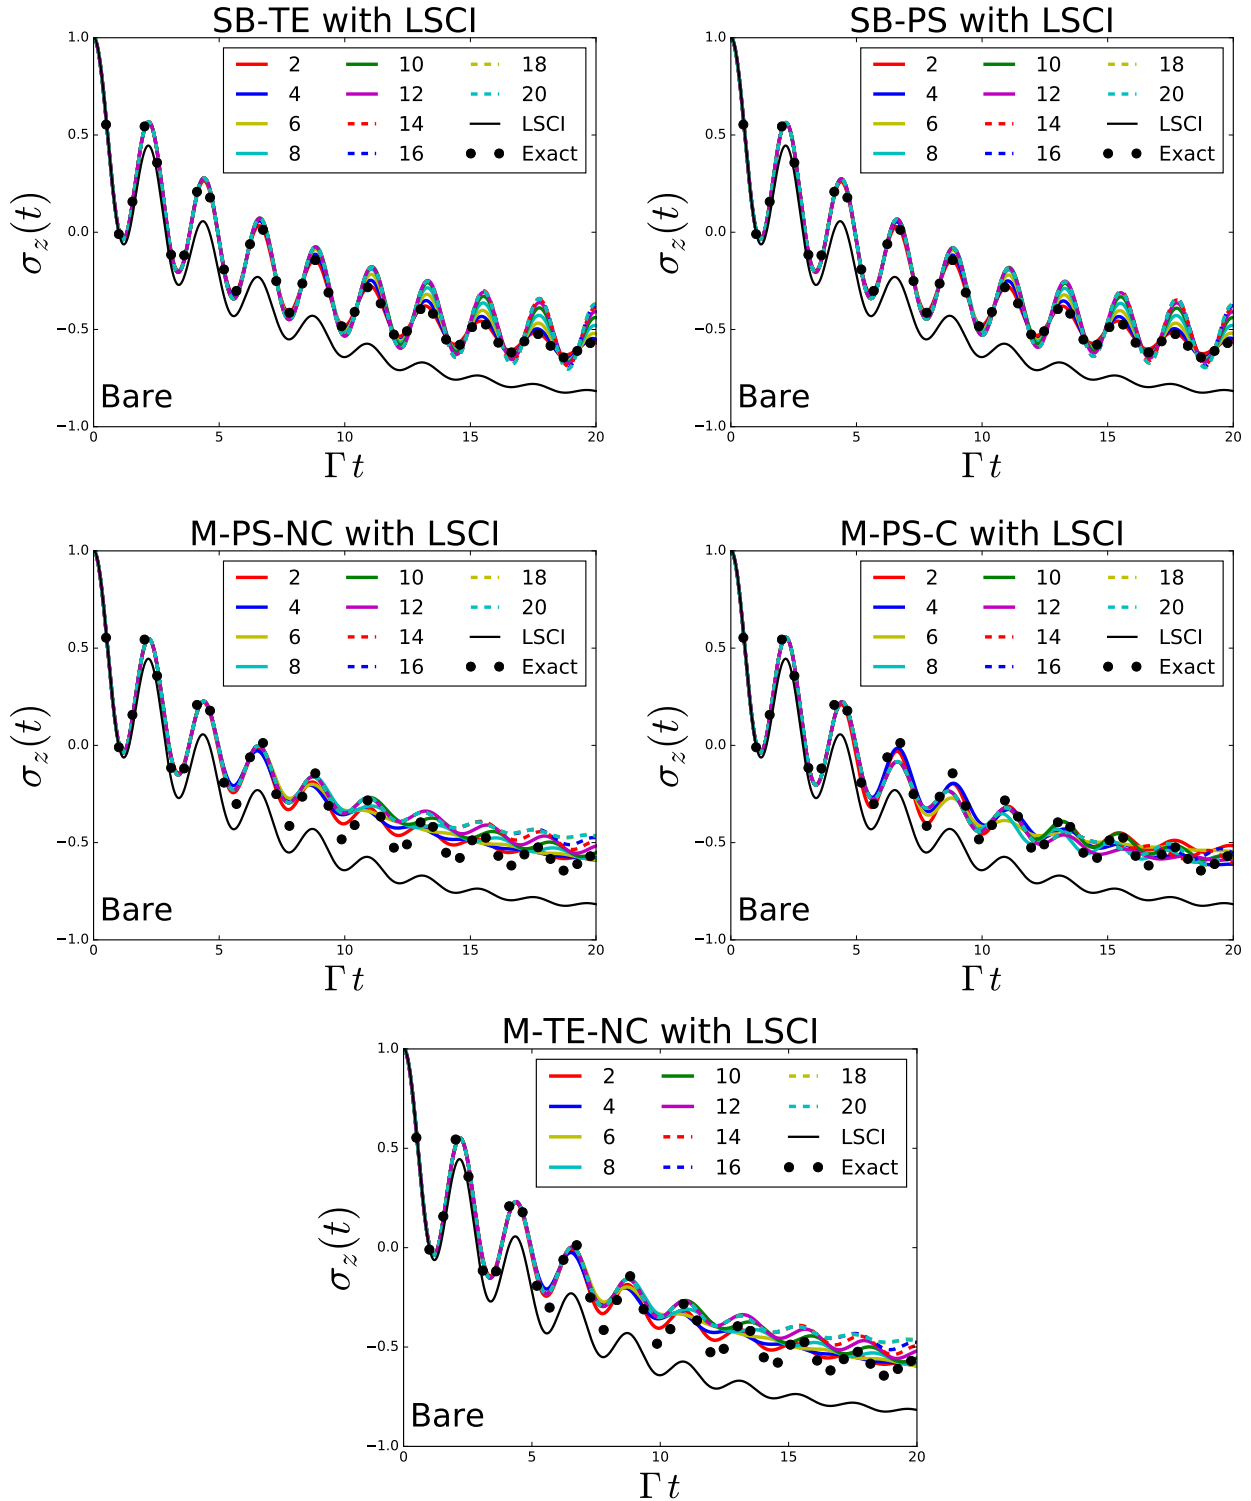 SB-TE with LSCI
1.0
0.5
0.0
−0.5
−1.0
σz(t)
2 10 18
4 12 20
6 14 LSCI
8 16 Exact
Bare
0 5 10 15 20
Γ t
SB-PS with LSCI
1.0
0.5
0.0
−0.5
−1.0
σz(t)
2 10 18
4 12 20
6 14 LSCI
8 16 Exact
Bare
0 5 10 15 20
Γ t
M-PS-NC with LSCI
1.0
0.5
0.0
−0.5
−1.0
σz(t)
2 10 18
4 12 20
6 14 LSCI
8 16 Exact
Bare
0 5 10 15 20
Γ t
M-PS-C with LSCI
1.0
0.5
0.0
−0.5
−1.0
σz(t)
2 10 18
4 12 20
6 14 LSCI
8 16 Exact
Bare
0 5 10 15 20
Γ t
M-TE-NC with LSCI
1.0
0.5
0.0
−0.5
−1.0
σz(t)
2 10 18
4 12 20
6 14 LSCI
8 16 Exact
Bare
0 5 10 15 20
Γ t